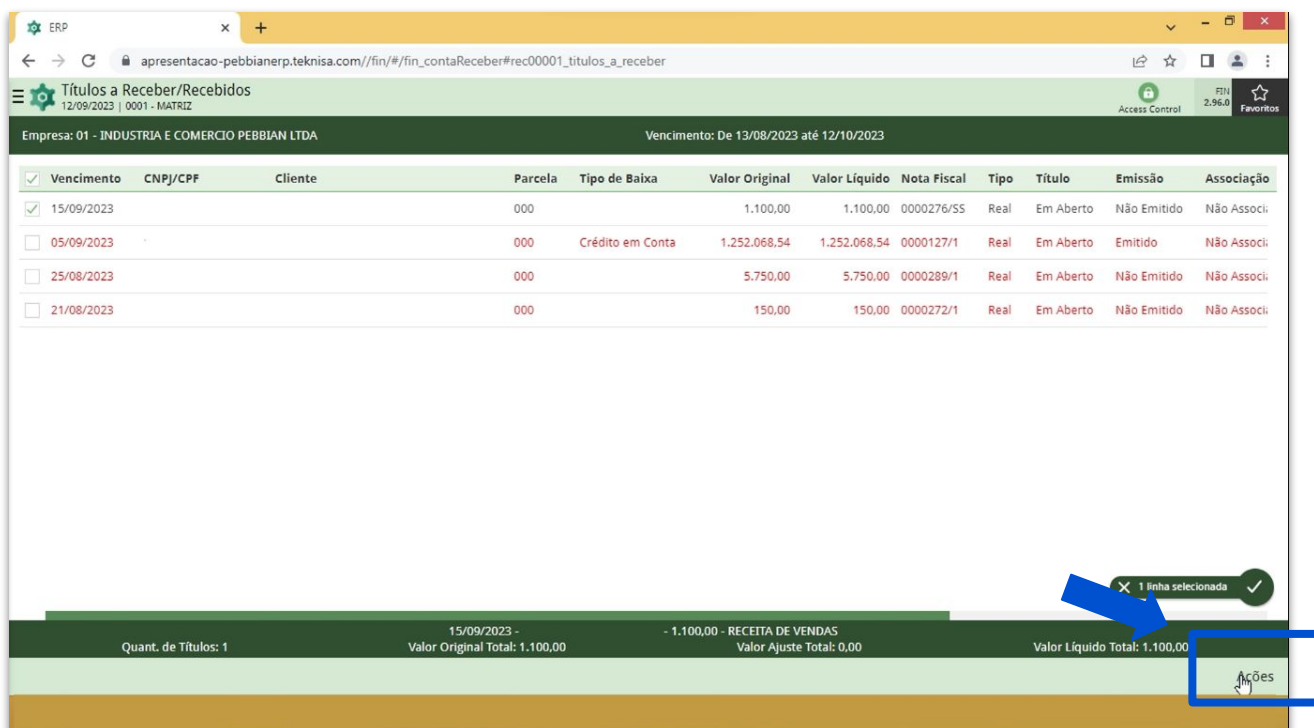 ERP
apresentacao-pebbianerp.teknisa.com//fin/#/fin_contaReceber#rec00001_titulos_a_receber
Títulos a Receber/Recebidos
12/09/2023 | 0001 - MATRIZ
Access Control
FIN
2.96.0
Favoritos
Empresa: 01 - INDUSTRIA E COMERCIO PEBBIAN LTDA Vencimento: De 13/08/2023 até 12/10/2023
Vencimento CNPJ/CPF Cliente Parcela Tipo de Baixa Valor Original Valor Líquido Nota Fiscal Tipo Título Emissão Associação
15/09/2023 000 1.100,00 1.100,00 0000276/SS Real Em Aberto Não Emitido Não Associ
05/09/2023 000 Crédito em Conta 1.252.068,54 1.252.068,54 0000127/1 Real Em Aberto Emitido Não Associ
25/08/2023 000 5.750,00 5.750,00 0000289/1 Real Em Aberto Não Emitido Não Associ
21/08/2023 000 150,00 150,00 0000272/1 Real Em Aberto Não Emitido Não Associ
1 linha selecionada
15/09/2023 - - 1.100,00 - RECEITA DE VENDAS
Quant. de Títulos: 1 Valor Original Total: 1.100,00 Valor Ajuste Total: 0,00 Valor Líquido Total: 1.100,00
Ações